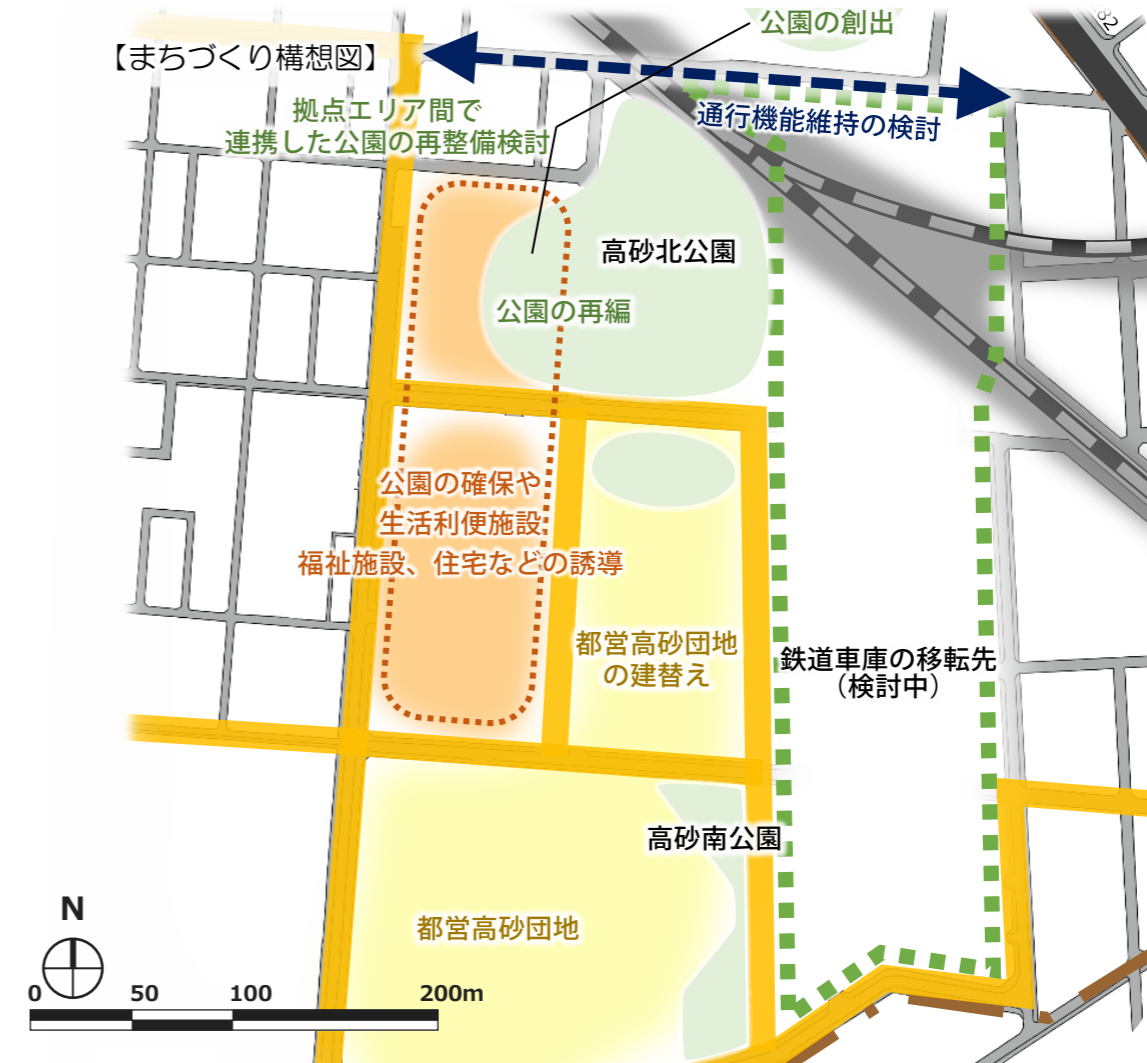 公園の創出
82
【まちづくり構想図】
拠点エリア間で
連携した公園の再整備検討
通行機能維持の検討
高砂北公園
公園の再編
公園の確保や
生活利便施設
福祉施設、住宅などの誘導
都営高砂団地
の建替え
鉄道車庫の移転先
（検討中）
高砂南公園
都営高砂団地
N
0 50 100 200m